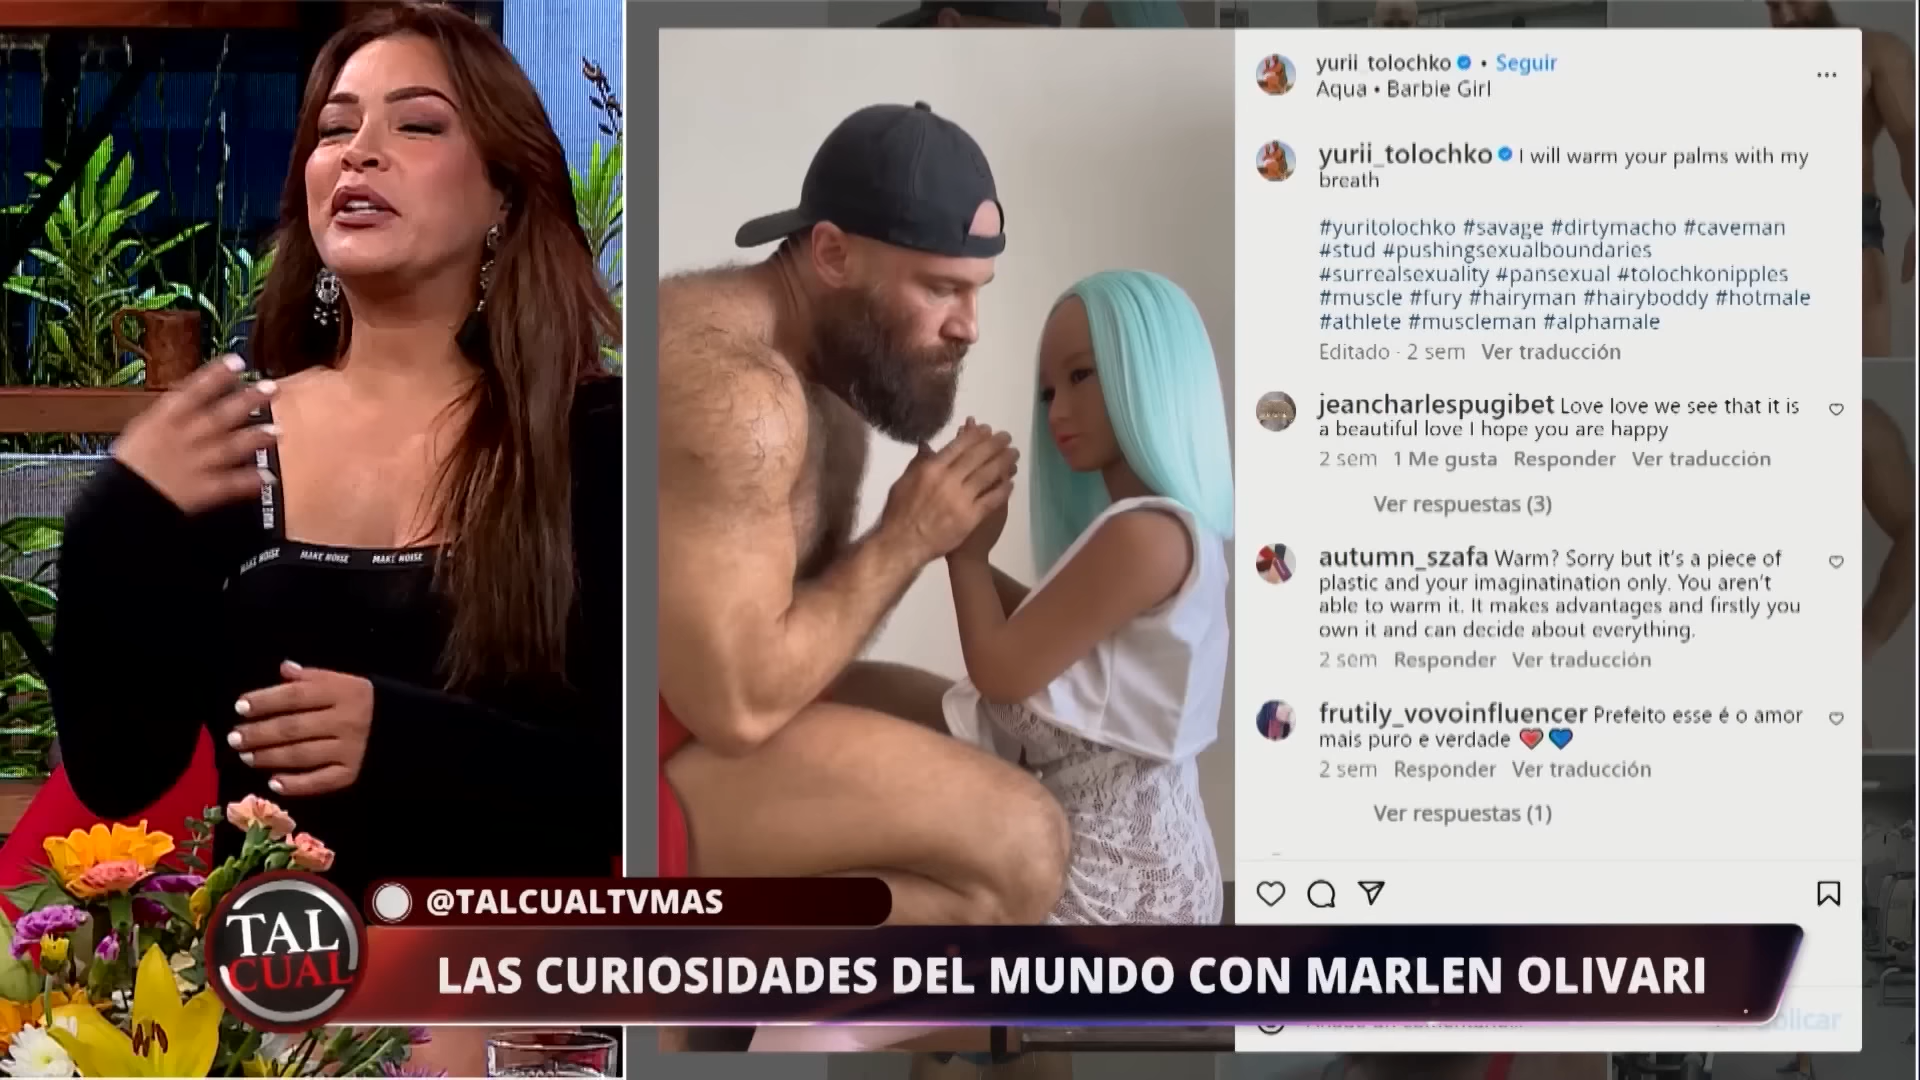 MAKE NOISE
MAKE NOISE
MAKE NOISE
MAKE NOISE
yurii_tolochko • Seguir
Aqua • Barbie Girl
yurii_tolochko I will warm your palms with my
breath
#yuritolochko #savage #dirtymacho #caveman
#stud #pushingsexualboundaries
#surrealsexuality #pansexual #tolochkonipples
#muscle #fury #hairyman #hairyboddy #hotmale
#athlete #muscleman #alphamale
Editado · 2 sem Ver traducción
jeancharlespugibet Love love we see that it is
a beautiful love I hope you are happy
2 sem 1 Me gusta Responder Ver traducción
Ver respuestas (3)
autumn_szafa Warm? Sorry but it's a piece of
plastic and your imaginatination only. You aren't
able to warm it. It makes advantages and firstly you
own it and can decide about everything.
2 sem Responder Ver traducción
frutily_vovoinfluencer Prefeito esse é o amor
mais puro e verdade ❤️💙
2 sem Responder Ver traducción
Ver respuestas (1)
@TALCUALTVMAS
TAL
CUAL
LAS CURIOSIDADES DEL MUNDO CON MARLEN OLIVARI